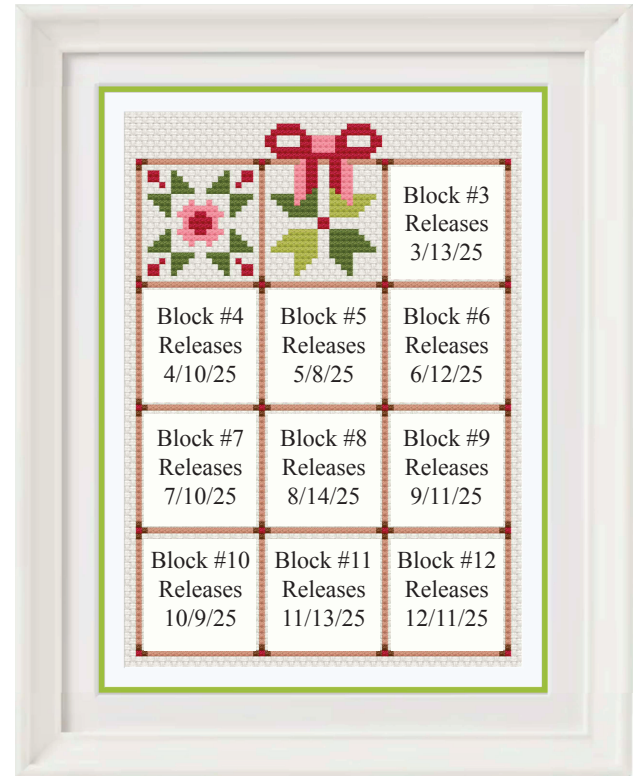 Block #3
Releases
3/13/25
Block #4
Releases
4/10/25
Block #5
Releases
5/8/25
Block #6
Releases
6/12/25
Block #7
Releases
7/10/25
Block #8
Releases
8/14/25
Block #9
Releases
9/11/25
Block #10
Releases
10/9/25
Block #11
Releases
11/13/25
Block #12
Releases
12/11/25